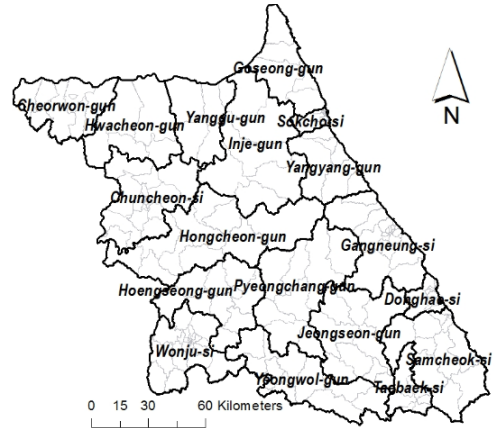 Goseong-gun
Cheorwon-gun
Hwacheon-gun
Yanggu-gun
Sokcho-si
Inje-gun
N
Yangyang-gun
Chuncheon-si
Hongcheon-gun
Gangneung-si
Hoengseong-gun
Pyeongchang-gun
Donghae-si
Jeongseon-gun
Wonju-si
Samcheok-si
Yeongwol-gun
Taebaek-si
0 15 30 60 Kilometers